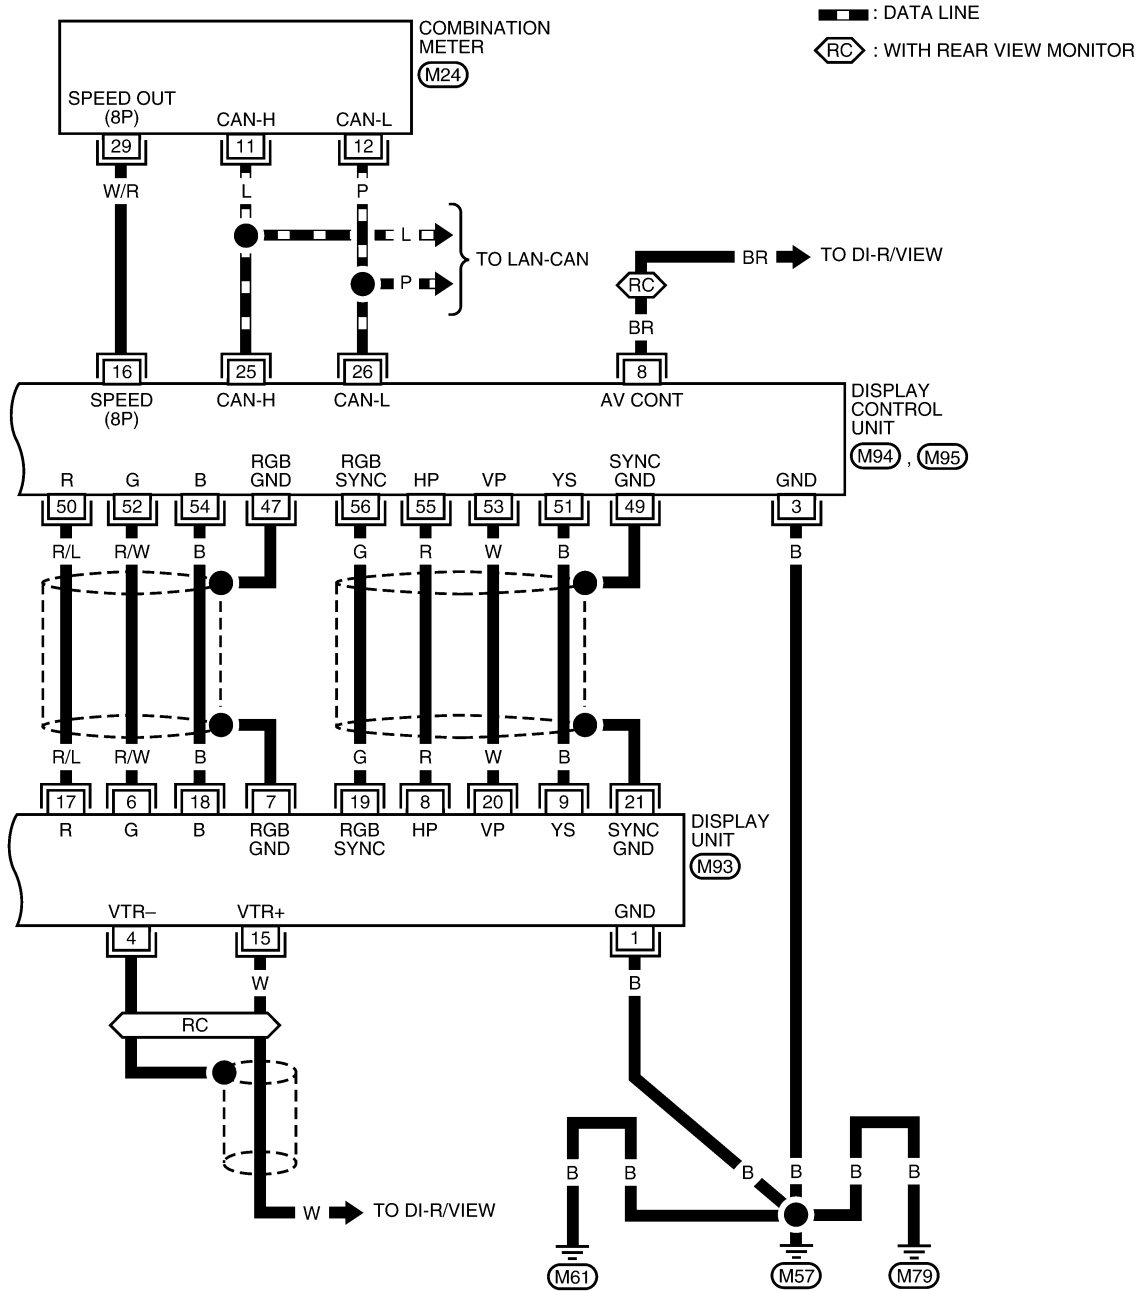 : DATA LINE
RC : WITH REAR VIEW MONITOR
COMBINATION
METER
M24
SPEED OUT
(8P)
CAN-H
CAN-L
29
11
12
W/R
L
P
L
P
TO LAN-CAN
BR
TO DI-R/VIEW
RC
BR
16
25
26
8
SPEED
(8P)
CAN-H
CAN-L
AV CONT
DISPLAY
CONTROL
UNIT
M94 , M95
R
G
B
RGB
GND
RGB
SYNC
HP
VP
YS
SYNC
GND
GND
50
52
54
47
56
55
53
51
49
3
R/L
R/W
B
G
R
W
B
B
R/L
R/W
B
G
R
W
B
17
6
18
7
19
8
20
9
21
R
G
B
RGB
GND
RGB
SYNC
HP
VP
YS
SYNC
GND
DISPLAY
UNIT
M93
VTR–
VTR+
GND
4
15
1
W
B
RC
W
TO DI-R/VIEW
B
B
B
B
B
B
M61
M57
M79